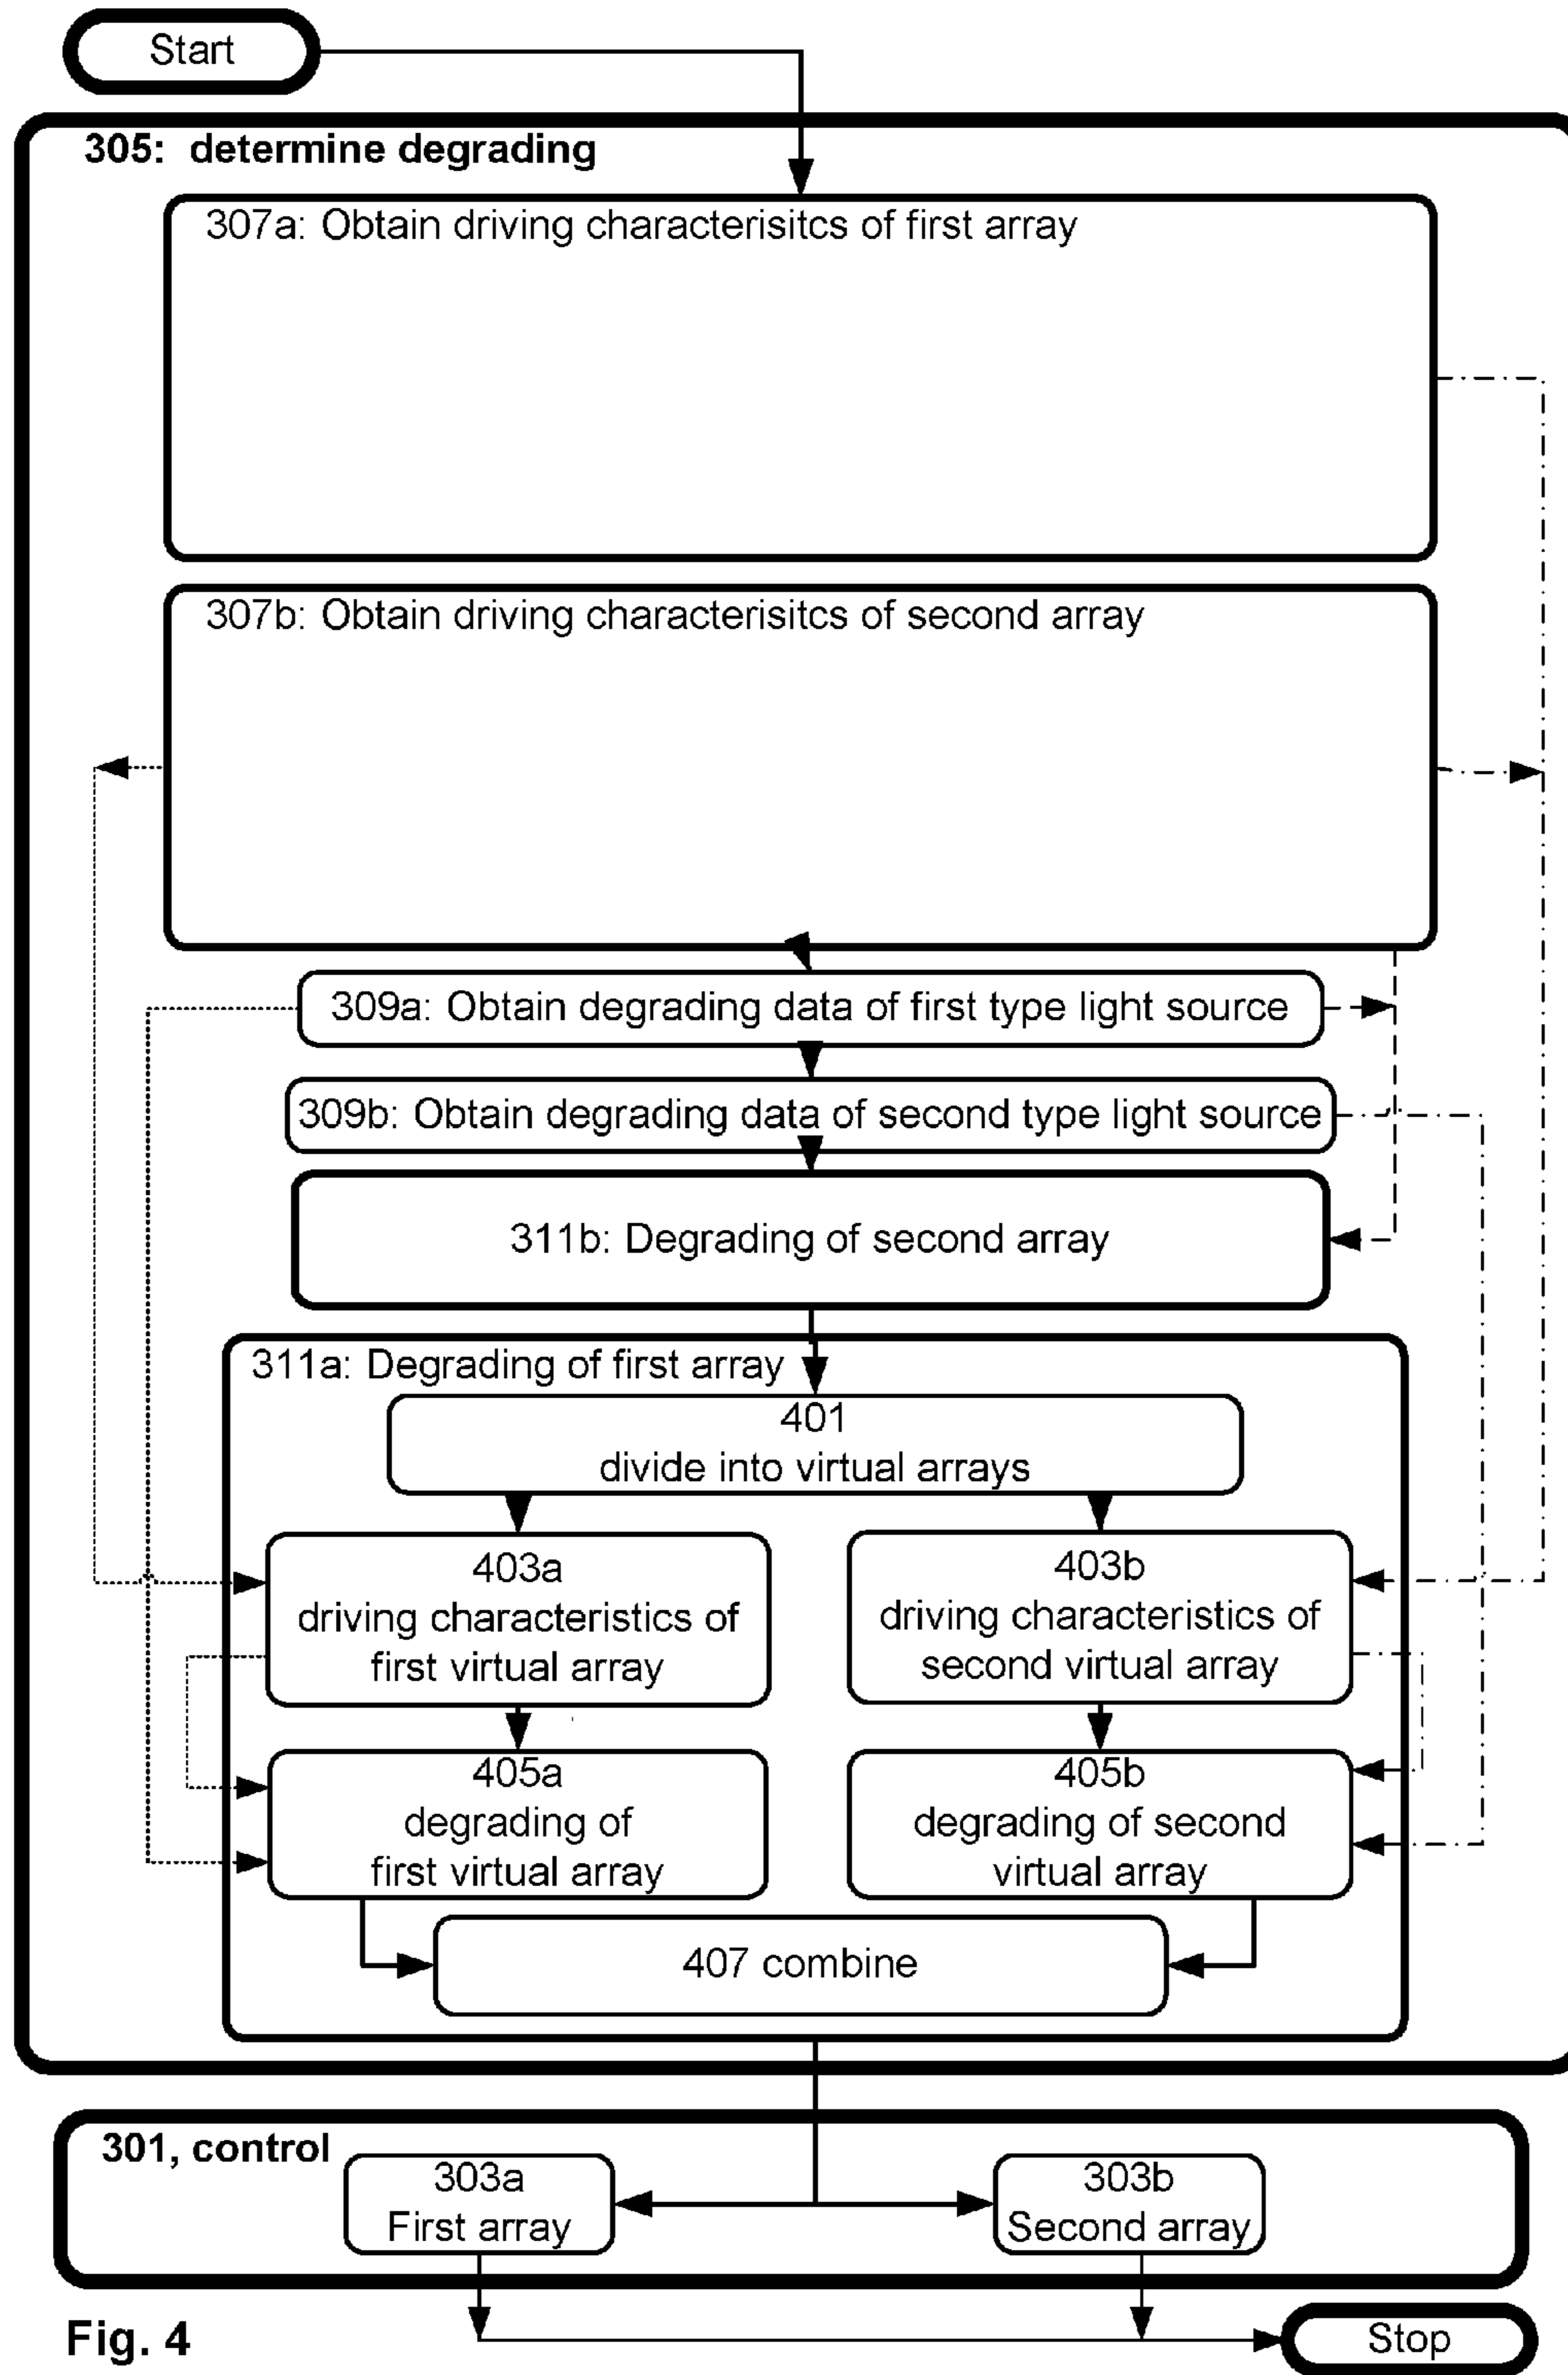 Start
305: determine degrading
307a: Obtain driving characterisitcs of first array
307b: Obtain driving characterisitcs of second array
309a: Obtain degrading data of first type light source
309b: Obtain degrading data of second type light source
311b: Degrading of second array
311a: Degrading of first array
401
divide into virtual arrays
403a
driving characteristics of
first virtual array
403b
driving characteristics of
second virtual array
405a
degrading of
first virtual array
405b
degrading of second
virtual array
407 combine
301, control
303a
First array
303b
Second array
Fig. 4
Stop